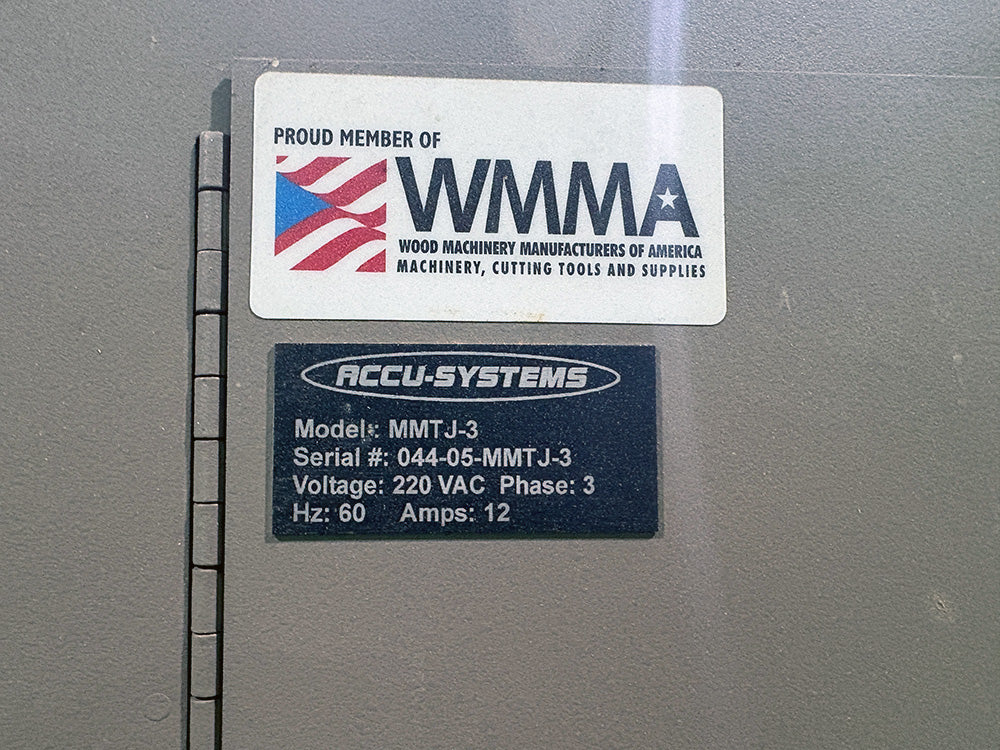 PROUD MEMBER OF
WMMA
WOOD MACHINERY MANUFACTURERS OF AMERICA
MACHINERY, CUTTING TOOLS AND SUPPLIES
ACCU-SYSTEMS
Model: MMTJ-3
Serial #: 044-05-MMTJ-3
Voltage: 220 VAC Phase: 3
Hz: 60 Amps: 12